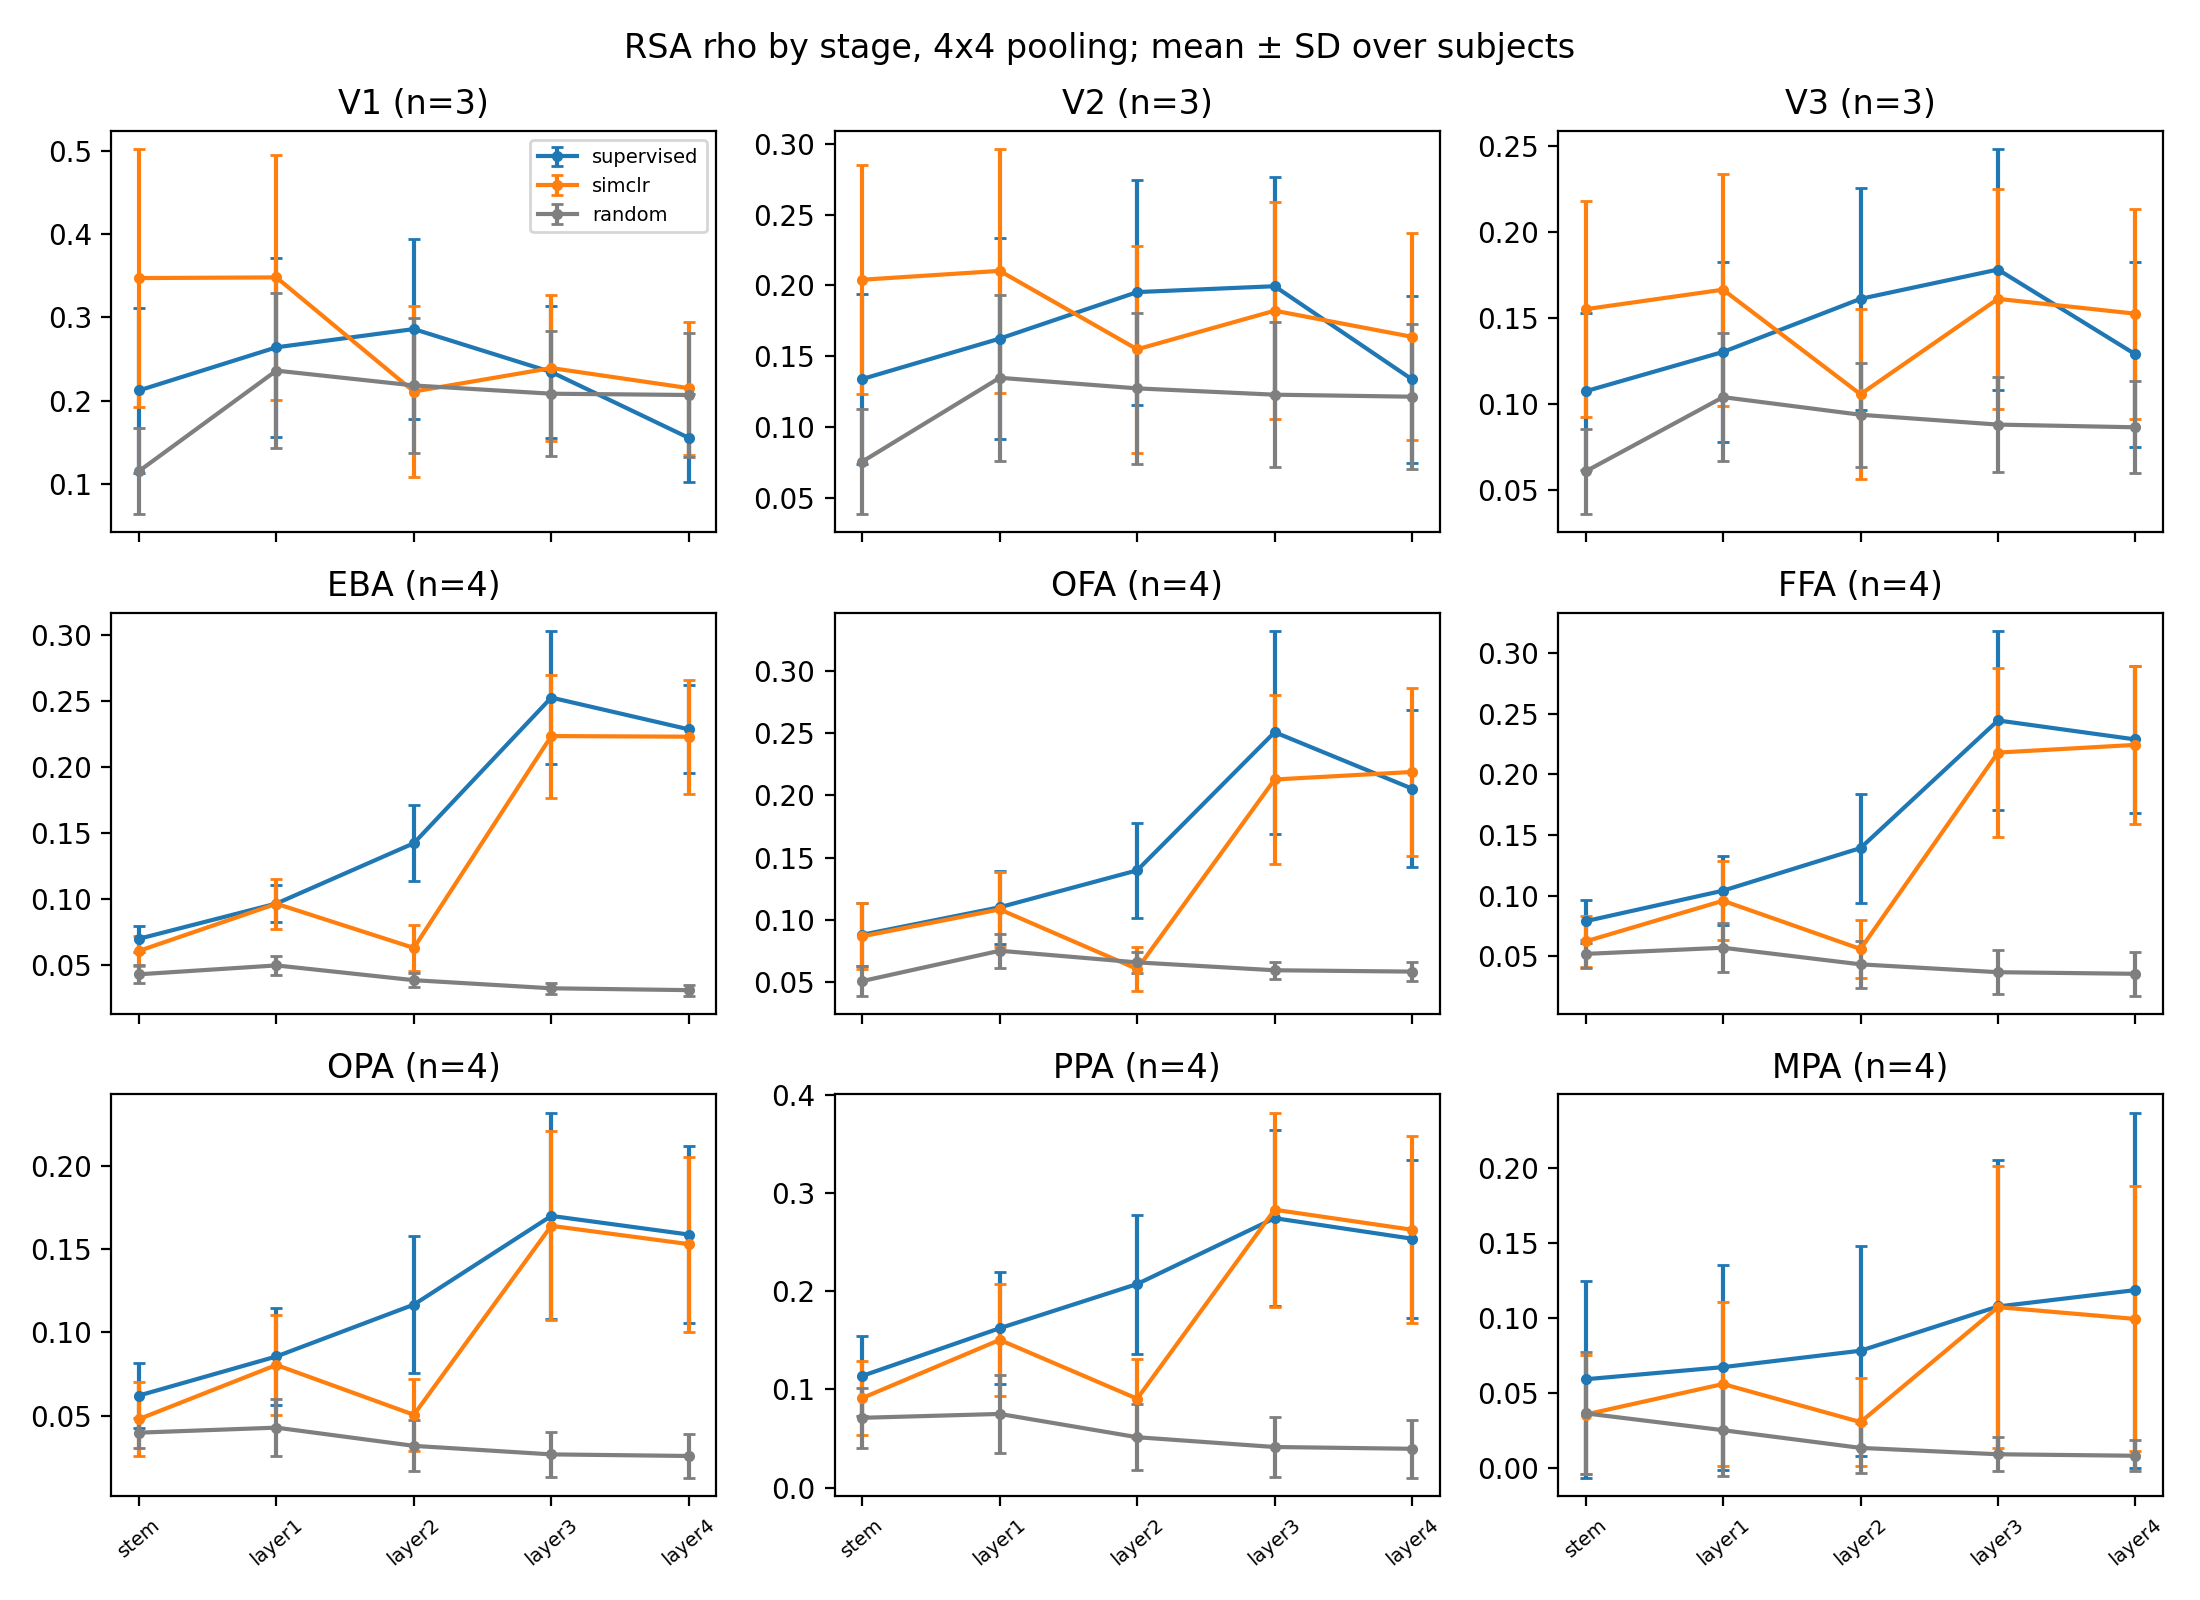 RSA rho by stage, 4x4 pooling; mean ± SD over subjects
V1 (n=3)
V2 (n=3)
V3 (n=3)
0.5
0.4
0.3
0.2
0.1
supervised
simclr
random
0.30
0.25
0.20
0.15
0.10
0.05
0.25
0.20
0.15
0.10
0.05
EBA (n=4)
OFA (n=4)
FFA (n=4)
0.30
0.25
0.20
0.15
0.10
0.05
0.30
0.25
0.20
0.15
0.10
0.05
0.30
0.25
0.20
0.15
0.10
0.05
OPA (n=4)
PPA (n=4)
MPA (n=4)
0.20
0.15
0.10
0.05
0.4
0.3
0.2
0.1
0.0
0.20
0.15
0.10
0.05
0.00
stem
layer1
layer2
layer3
layer4
stem
layer1
layer2
layer3
layer4
stem
layer1
layer2
layer3
layer4